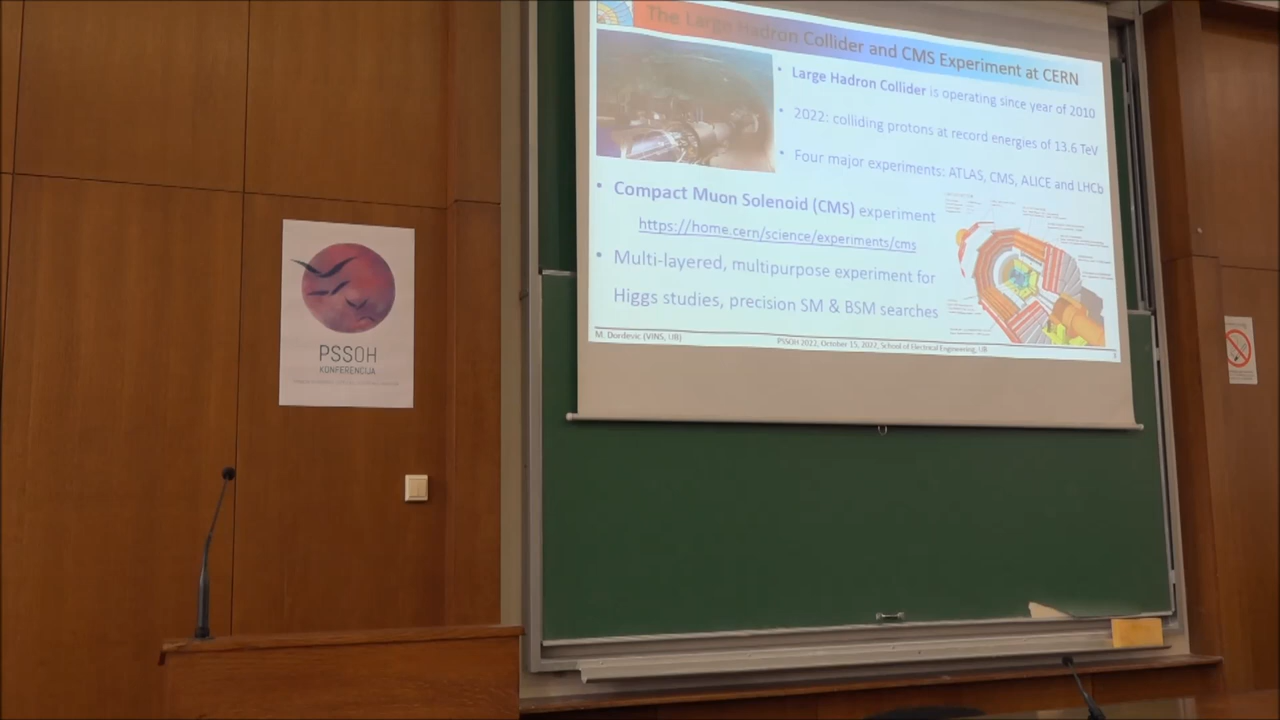 The Large Hadron Collider and CMS Experiment at CERN
• Large Hadron Collider is operating since year of 2010
• 2022: colliding protons at record energies of 13.6 TeV
• Four major experiments: ATLAS, CMS, ALICE and LHCb
• Compact Muon Solenoid (CMS) experiment
https://home.cern/science/experiments/cms
• Multi-layered, multipurpose experiment for
Higgs studies, precision SM & BSM searches
M. Dordevic (VINS, UB)
PSSOH 2022, October 15, 2022, School of Electrical Engineering, UB
PSSOH
KONFERENCIJA